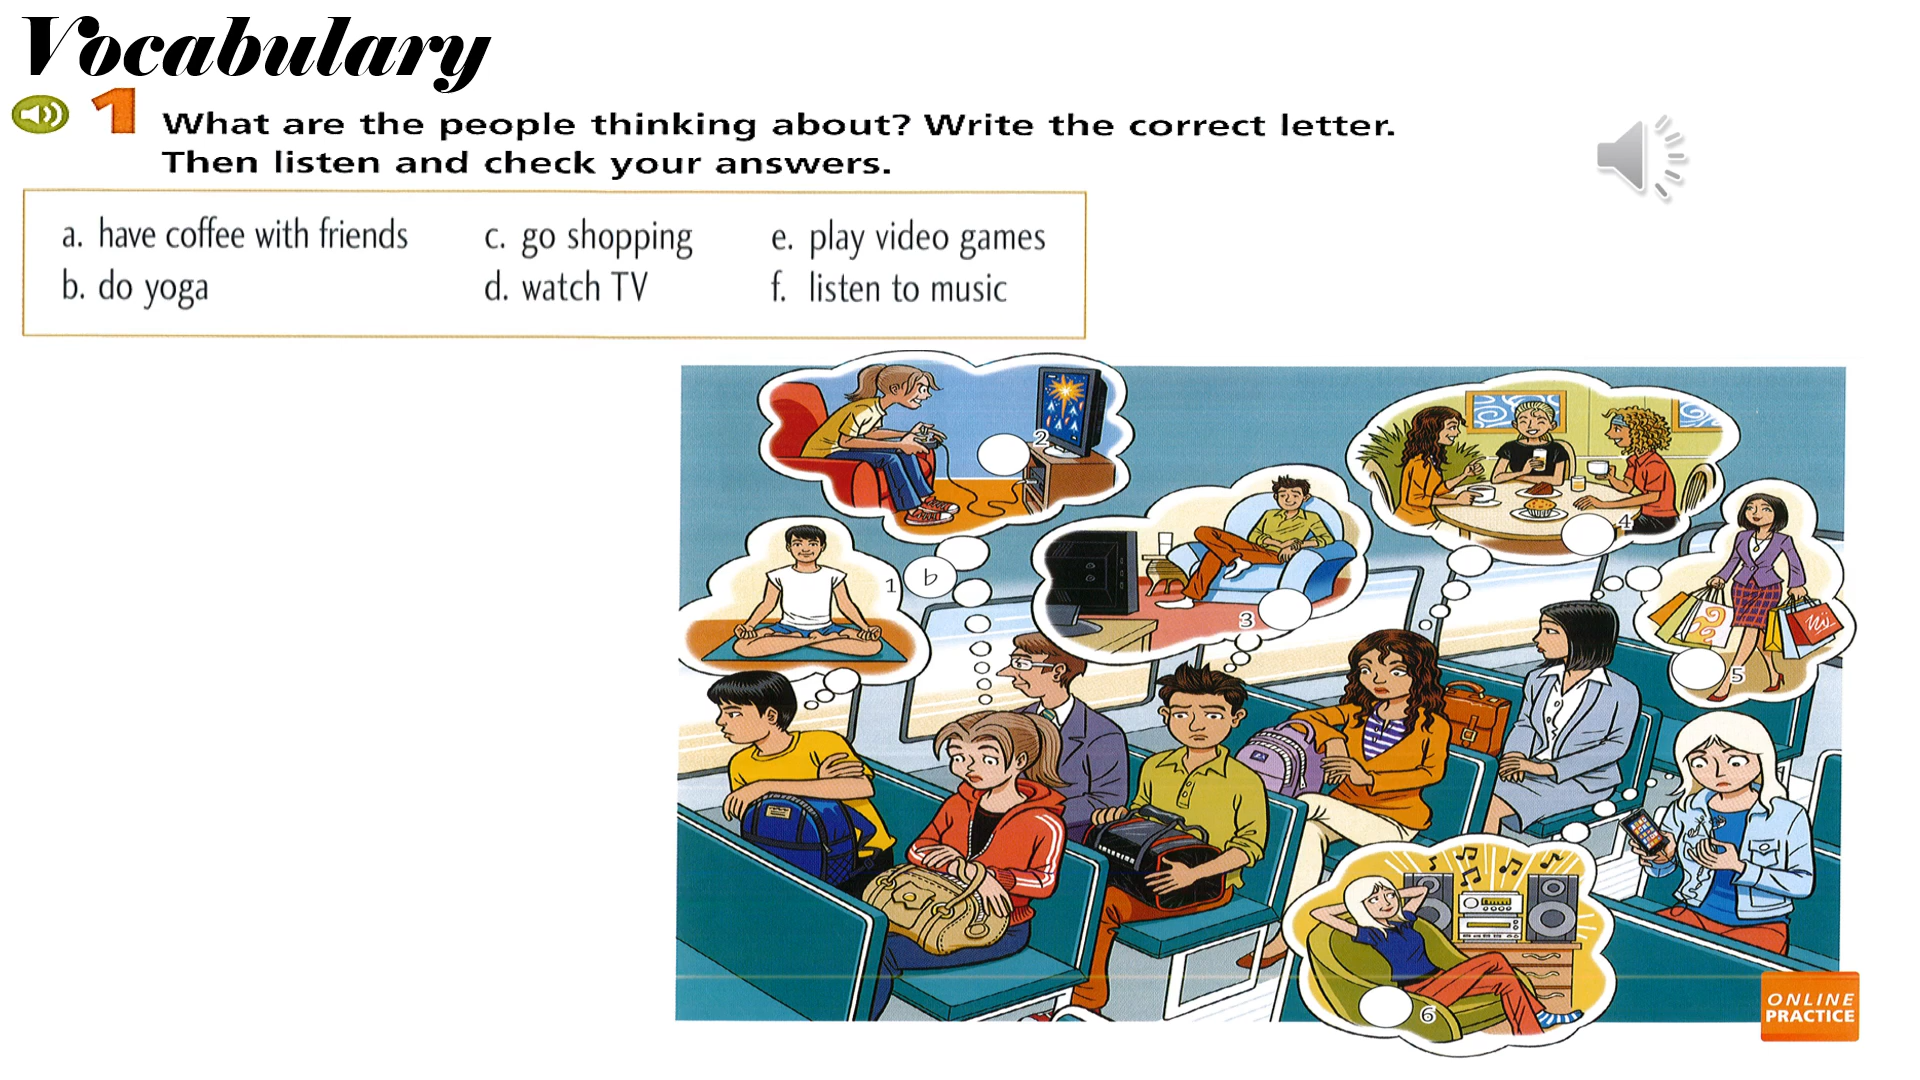 Vocabulary
1 What are the people thinking about? Write the correct letter.
Then listen and check your answers.
a. have coffee with friends c. go shopping e. play video games
b. do yoga d. watch TV f. listen to music
2
4
1 b
3
5
6
ONLINE
PRACTICE